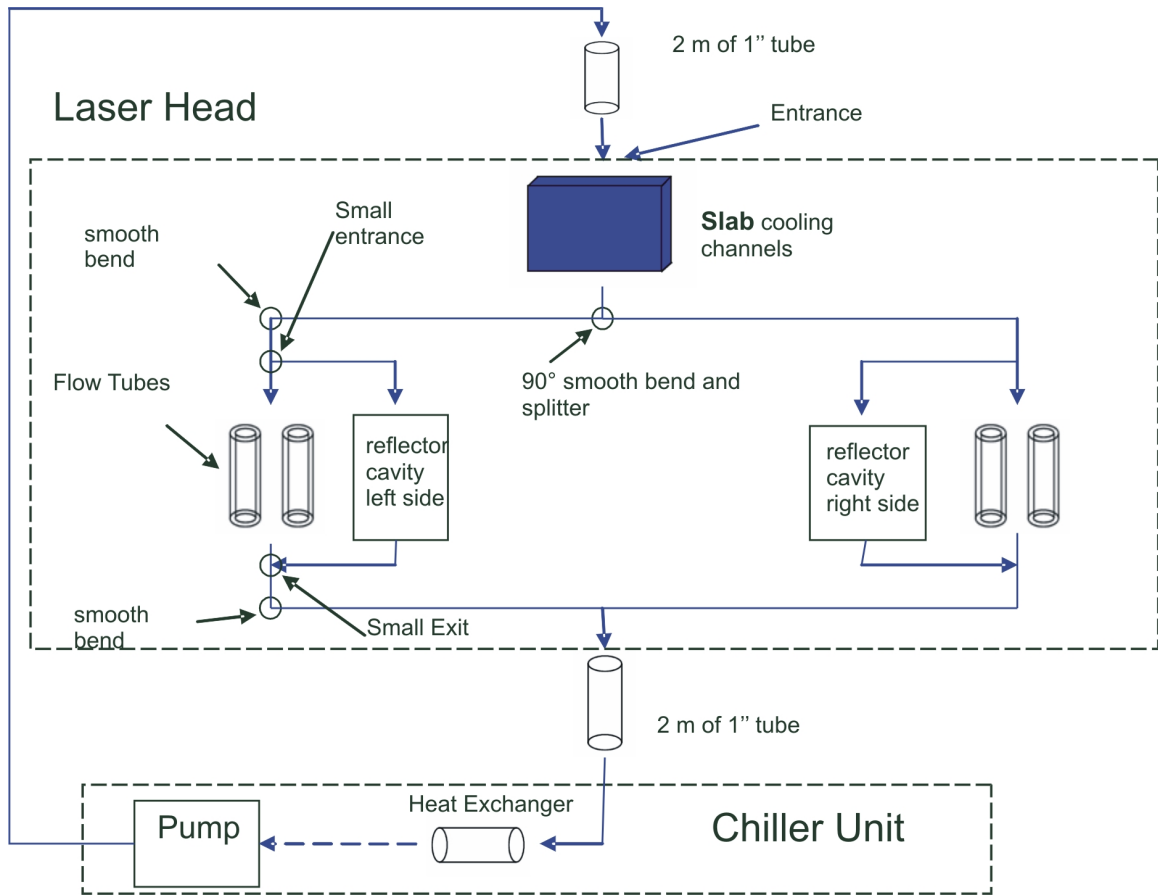 2 m of 1’’ tube
Laser Head
Entrance
Small
entrance
smooth
bend
Slab cooling
channels
Flow Tubes
90° smooth bend and
splitter
reflector
cavity
left side
reflector
cavity
right side
smooth
bend
Small Exit
2 m of 1’’ tube
Heat Exchanger
Pump
Chiller Unit